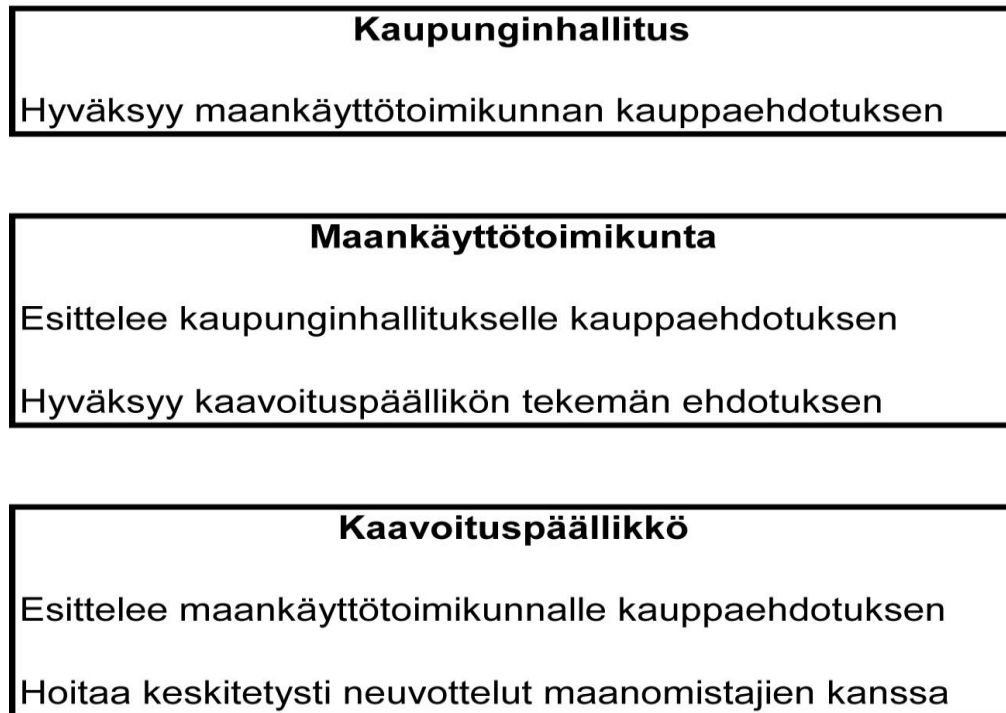 Kaupunginhallitus
Hyväksyy maankäyttötoimikunnan kauppaehdotuksen
Maankäyttötoimikunta
Esittelee kaupunginhallitukselle kauppaehdotuksen
Hyväksyy kaavoituspäällikön tekemän ehdotuksen
Kaavoituspäällikkö
Esittelee maankäyttötoimikunnalle kauppaehdotuksen
Hoitaa keskitetysti neuvottelut maanomistajien kanssa